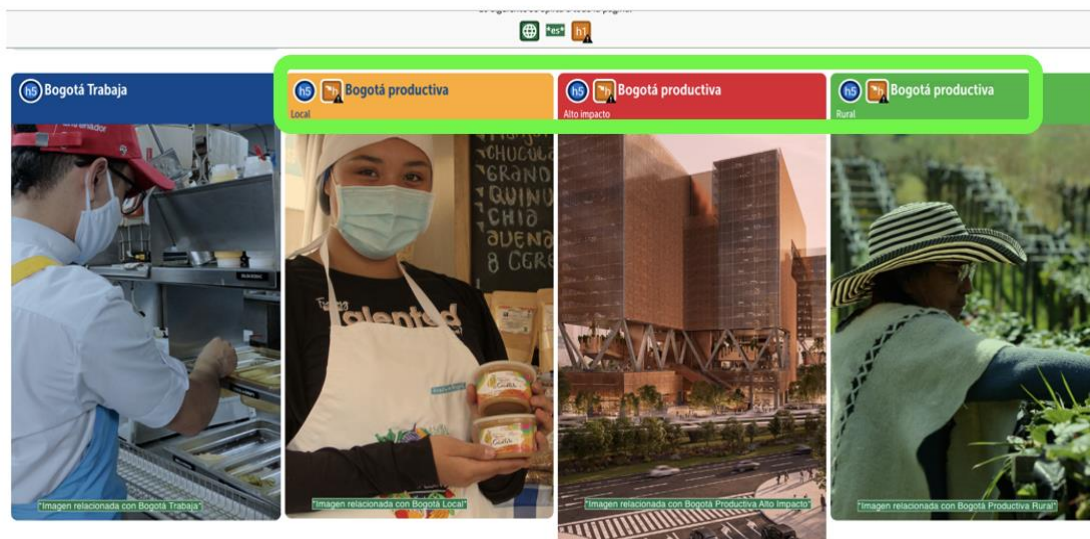 *es* h1
h5 Bogotá Trabaja
h5 h Bogotá productiva
Local
h5 h Bogotá productiva
Alto impacto
h5 h Bogotá productiva
Rural
CHUCULA
GRANO
QUINU
CHIA
AVENA
8 CERE
Talented
*Imagen relacionada con Bogotá Trabaja*
*Imagen relacionada con Bogotá Local*
*Imagen relacionada con Bogotá Productiva Alto Impacto*
*Imagen relacionada con Bogotá Productiva Rural*